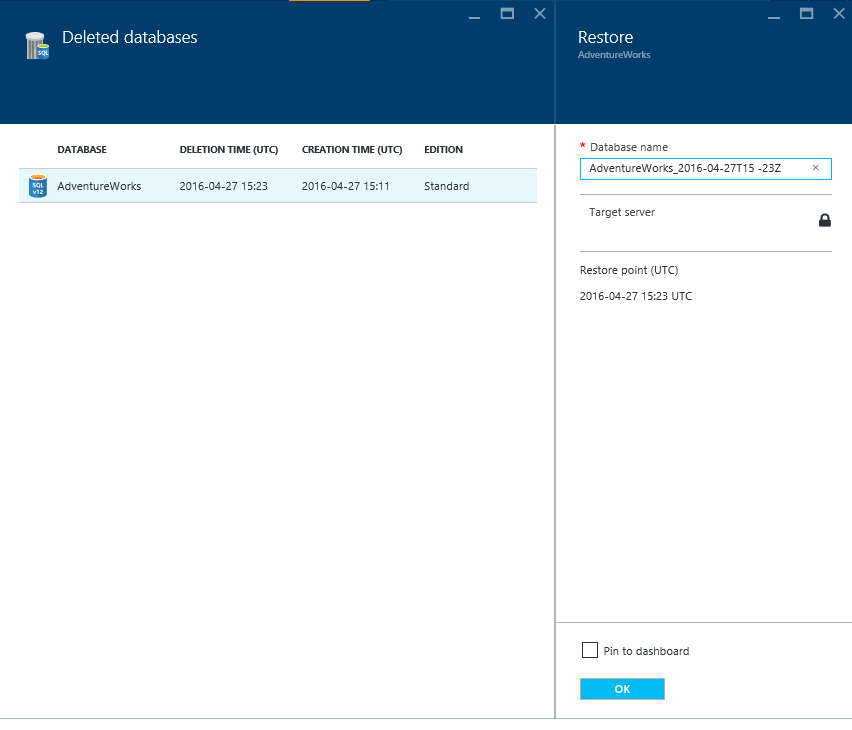 Deleted databases
SQL
DATABASE DELETION TIME (UTC) CREATION TIME (UTC) EDITION
SQL
v12
AdventureWorks 2016-04-27 15:23 2016-04-27 15:11 Standard
Restore
AdventureWorks
* Database name
AdventureWorks_2016-04-27T15 -23Z
Target server
Restore point (UTC)
2016-04-27 15:23 UTC
Pin to dashboard
OK